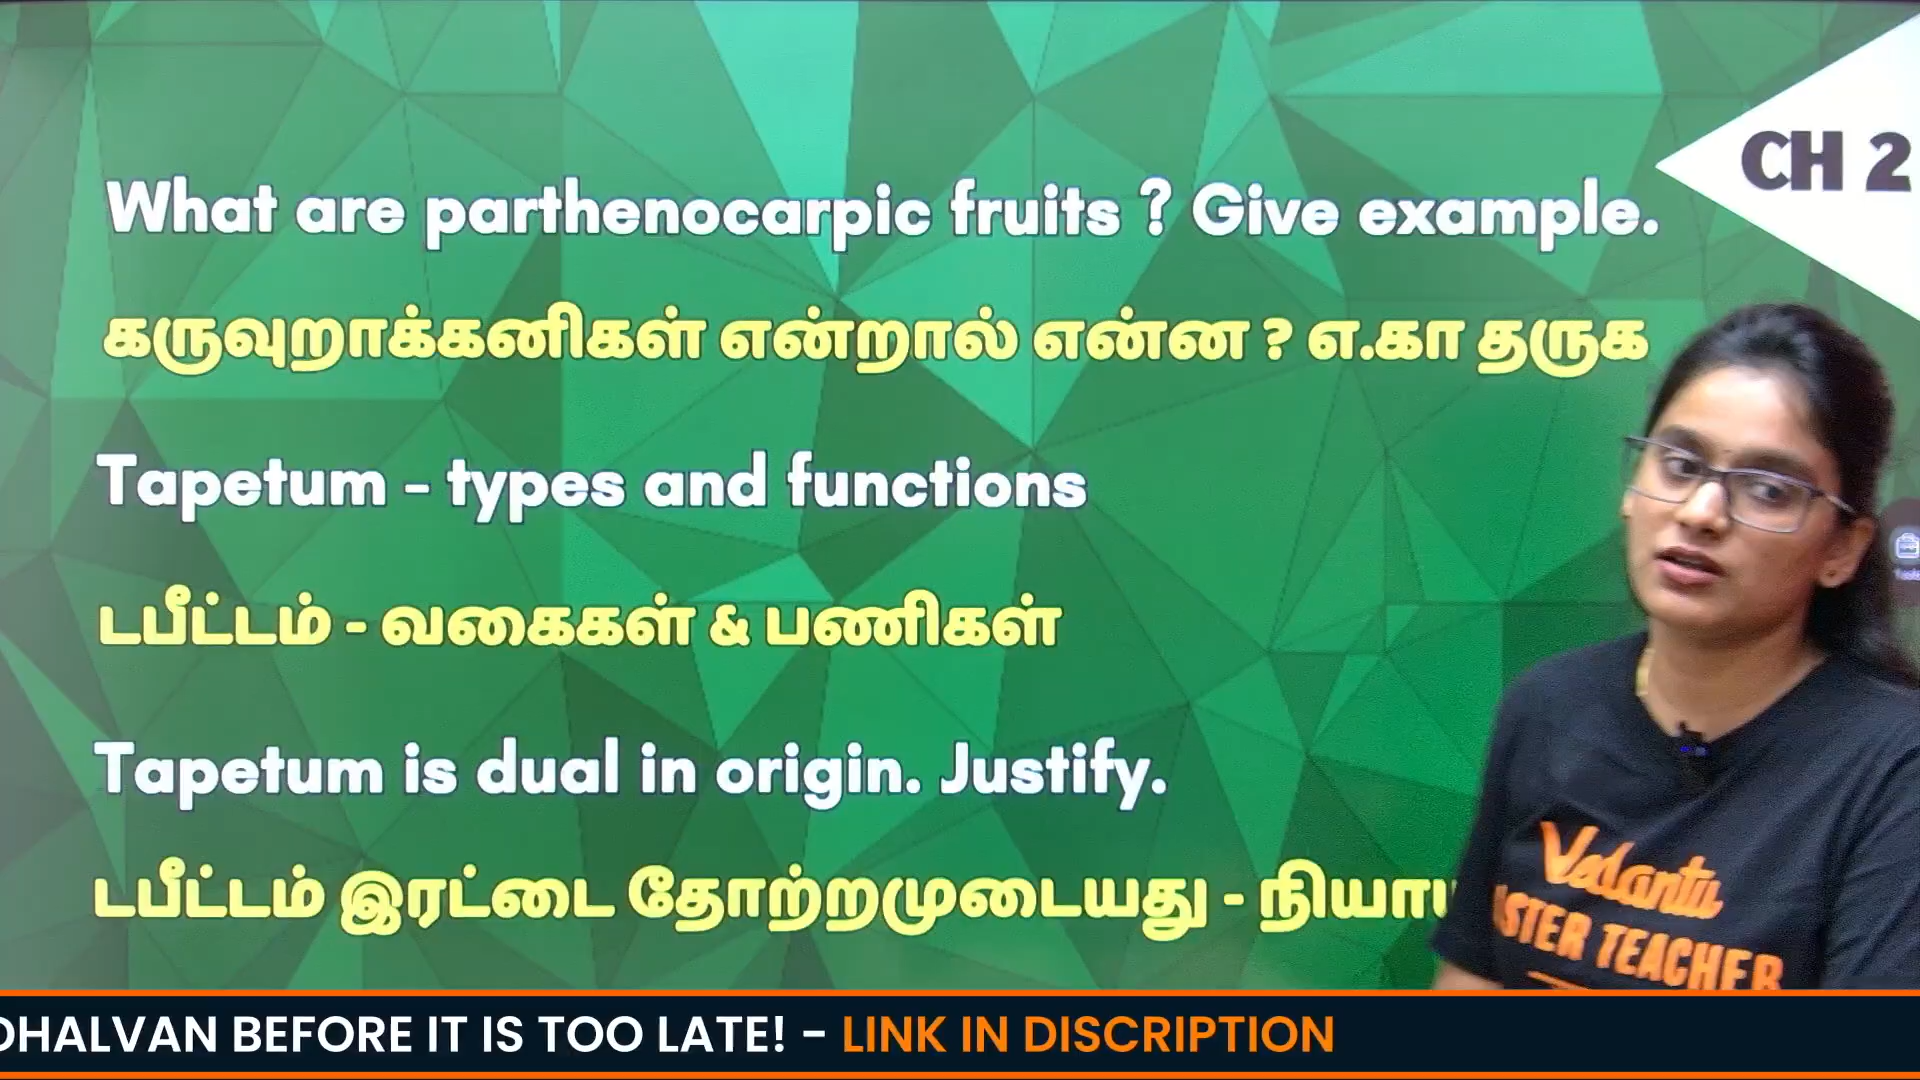 CH 2
What are parthenocarpic fruits ? Give example.
கருவுறாக்கனிகள் என்றால் என்ன ? எ.கா தருக
Tapetum - types and functions
டபீட்டம் - வகைகள் & பணிகள்
Tapetum is dual in origin. Justify.
டபீட்டம் இரட்டை தோற்றமுடையது -
Vedantu
TEACHER
BEFORE IT IS TOO LATE! - LINK IN DISCRIPTION